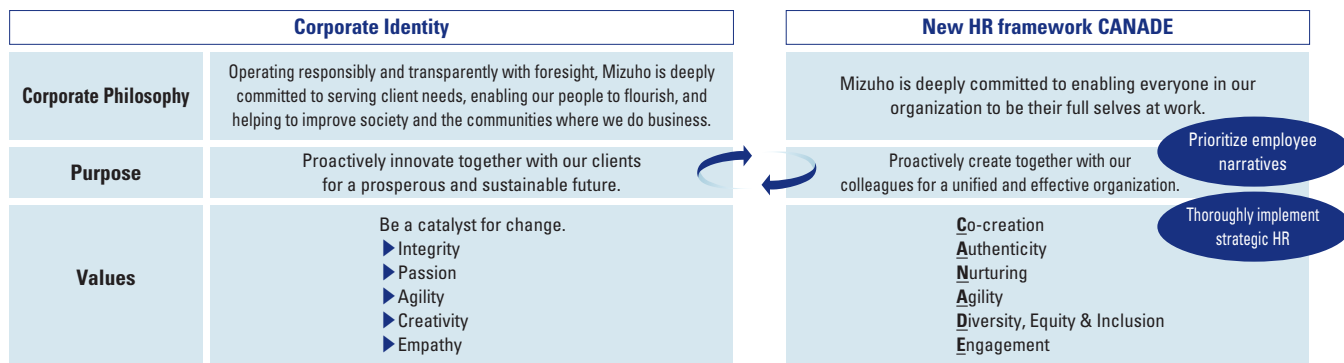 Corporate Identity
New HR framework CANADE
Corporate Philosophy
Operating responsibly and transparently with foresight, Mizuho is deeply
committed to serving client needs, enabling our people to flourish, and
helping to improve society and the communities where we do business.
Mizuho is deeply committed to enabling everyone in our
organization to be their full selves at work.
Prioritize employee
narratives
Purpose
Proactively innovate together with our clients
for a prosperous and sustainable future.
Proactively create together with our
colleagues for a unified and effective organization.
Thoroughly implement
strategic HR
Values
Be a catalyst for change.
▶Integrity
▶Passion
▶Agility
▶Creativity
▶Empathy
Co-creation
Authenticity
Nurturing
Agility
Diversity, Equity & Inclusion
Engagement